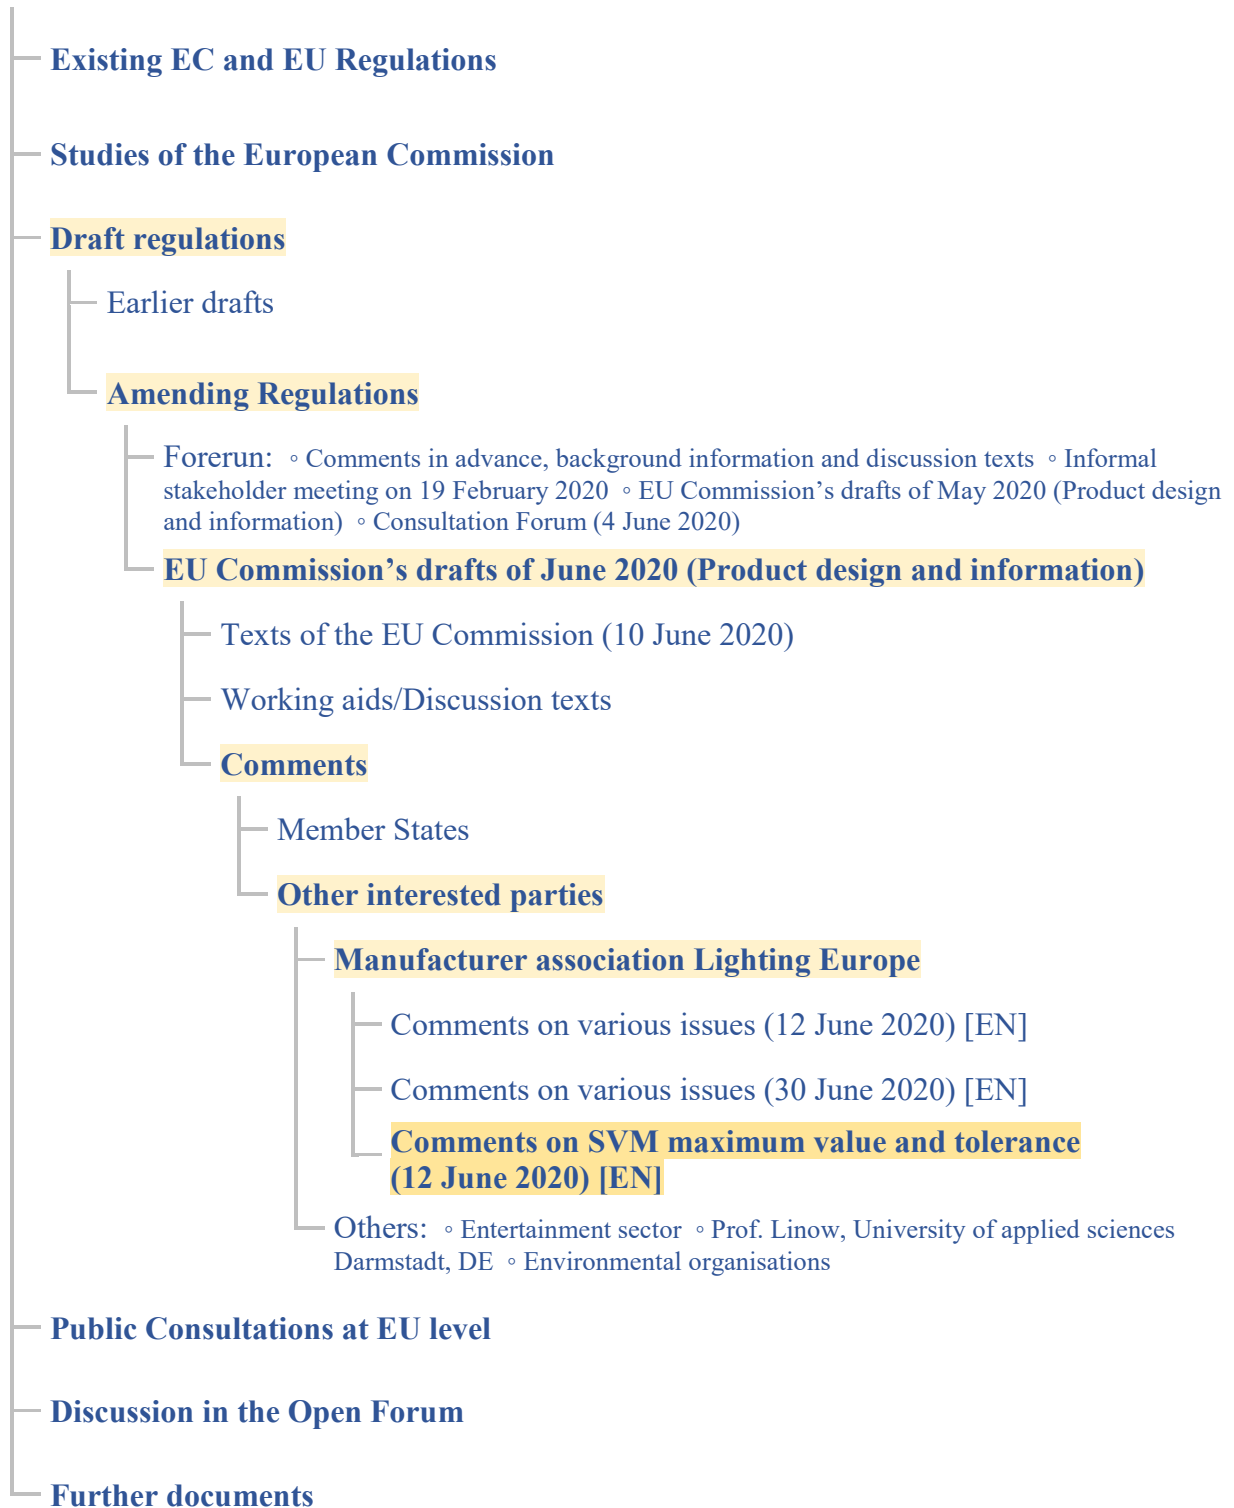 Existing EC and EU Regulations
Studies of the European Commission
Draft regulations
Earlier drafts
Amending Regulations
Forerun: ◦ Comments in advance, background information and discussion texts ◦ Informal
stakeholder meeting on 19 February 2020 ◦ EU Commission’s drafts of May 2020 (Product design
and information) ◦ Consultation Forum (4 June 2020)
EU Commission’s drafts of June 2020 (Product design and information)
Texts of the EU Commission (10 June 2020)
Working aids/Discussion texts
Comments
Member States
Other interested parties
Manufacturer association Lighting Europe
Comments on various issues (12 June 2020) [EN]
Comments on various issues (30 June 2020) [EN]
Comments on SVM maximum value and tolerance
(12 June 2020) [EN]
Others: ◦ Entertainment sector ◦ Prof. Linow, University of applied sciences
Darmstadt, DE ◦ Environmental organisations
Public Consultations at EU level
Discussion in the Open Forum
Further documents